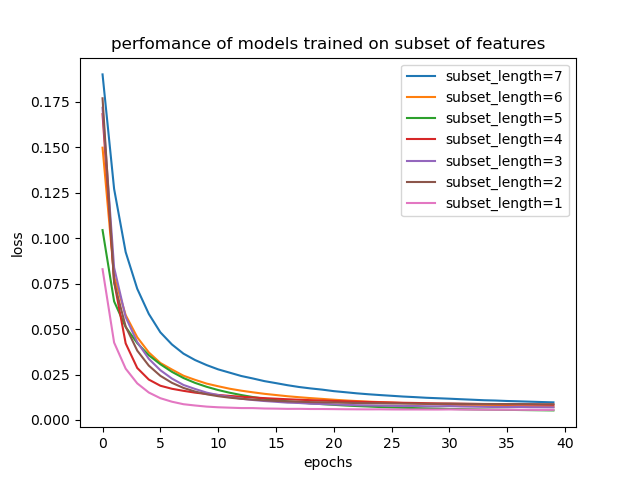 perfomance of models trained on subset of features
subset_length=7
subset_length=6
subset_length=5
subset_length=4
subset_length=3
subset_length=2
subset_length=1
0.175
0.150
0.125
0.100
0.075
0.050
0.025
0.000
loss
0 5 10 15 20 25 30 35 40
epochs